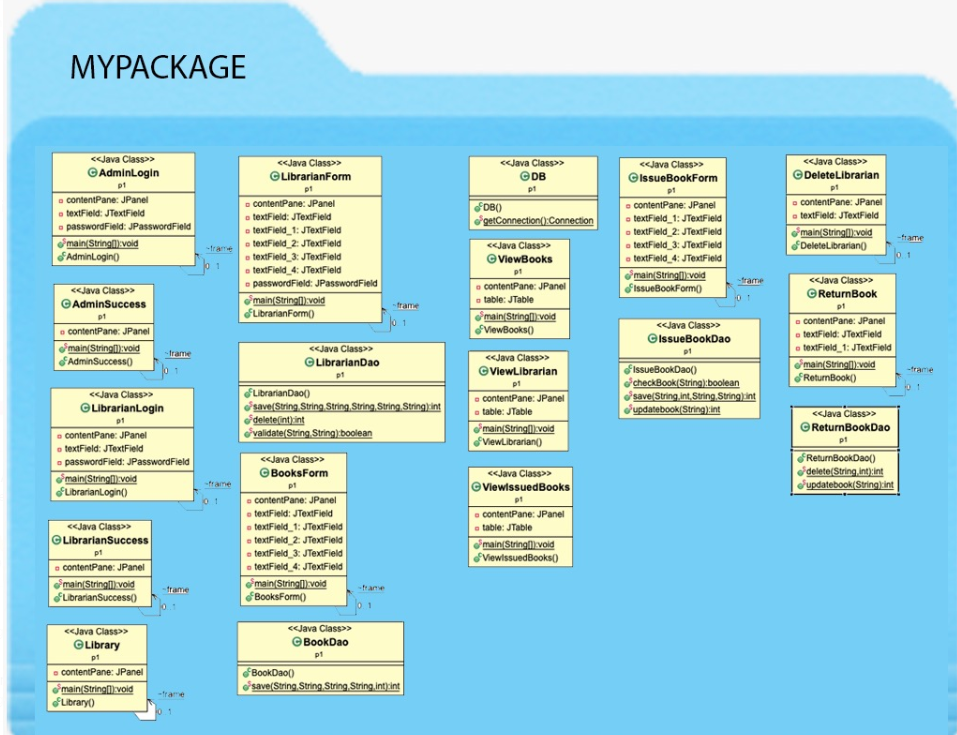 MYPACKAGE
<<Java Class>>
AdminLogin
p1
contentPane: JPanel
textField: JTextField
passwordField: JPasswordField
main(String[]):void
AdminLogin()
~frame
0..1
<<Java Class>>
AdminSuccess
p1
contentPane: JPanel
main(String[]):void
AdminSuccess()
~frame
0..1
<<Java Class>>
LibrarianLogin
p1
contentPane: JPanel
textField: JTextField
passwordField: JPasswordField
main(String[]):void
LibrarianLogin()
~frame
0..1
<<Java Class>>
LibrarianSuccess
p1
contentPane: JPanel
main(String[]):void
LibrarianSuccess()
~frame
0..1
<<Java Class>>
Library
p1
contentPane: JPanel
main(String[]):void
Library()
~frame
0..1
<<Java Class>>
LibrarianForm
p1
contentPane: JPanel
textField: JTextField
textField_1: JTextField
textField_2: JTextField
textField_3: JTextField
textField_4: JTextField
passwordField: JPasswordField
main(String[]):void
LibrarianForm()
~frame
0..1
<<Java Class>>
LibrarianDao
p1
LibrarianDao()
save(String,String,String,String,String,String):int
delete(int):int
validate(String,String):boolean
<<Java Class>>
BooksForm
p1
contentPane: JPanel
textField: JTextField
textField_1: JTextField
textField_2: JTextField
textField_3: JTextField
textField_4: JTextField
main(String[]):void
BooksForm()
~frame
0..1
<<Java Class>>
BookDao
p1
BookDao()
save(String,String,String,String,int):int
<<Java Class>>
DB
p1
DB()
getConnection():Connection
<<Java Class>>
ViewBooks
p1
contentPane: JPanel
table: JTable
main(String[]):void
ViewBooks()
<<Java Class>>
ViewLibrarian
p1
contentPane: JPanel
table: JTable
main(String[]):void
ViewLibrarian()
<<Java Class>>
ViewIssuedBooks
p1
contentPane: JPanel
table: JTable
main(String[]):void
ViewIssuedBooks()
<<Java Class>>
IssueBookForm
p1
contentPane: JPanel
textField_1: JTextField
textField_2: JTextField
textField_3: JTextField
textField_4: JTextField
main(String[]):void
IssueBookForm()
~frame
0..1
<<Java Class>>
IssueBookDao
p1
IssueBookDao()
checkBook(String):boolean
save(String,int,String,String):int
updatebook(String):int
<<Java Class>>
DeleteLibrarian
p1
contentPane: JPanel
textField: JTextField
main(String[]):void
DeleteLibrarian()
~frame
0..1
<<Java Class>>
ReturnBook
p1
contentPane: JPanel
textField: JTextField
textField_1: JTextField
main(String[]):void
ReturnBook()
~frame
0..1
<<Java Class>>
ReturnBookDao
p1
ReturnBookDao()
delete(String,int):int
updatebook(String):int